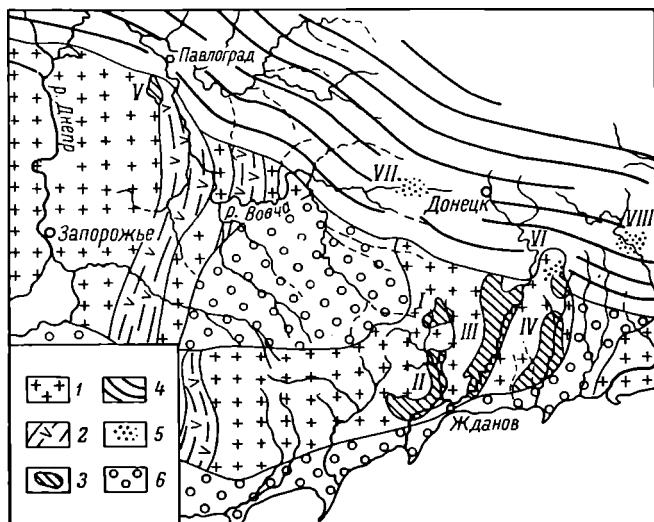 Павлоград
V
р. Днепр
VII
Донецк
VIII
р. Вовча
Запорожье
VI
I
III
IV
II
Жданов
1
4
2
5
3
6